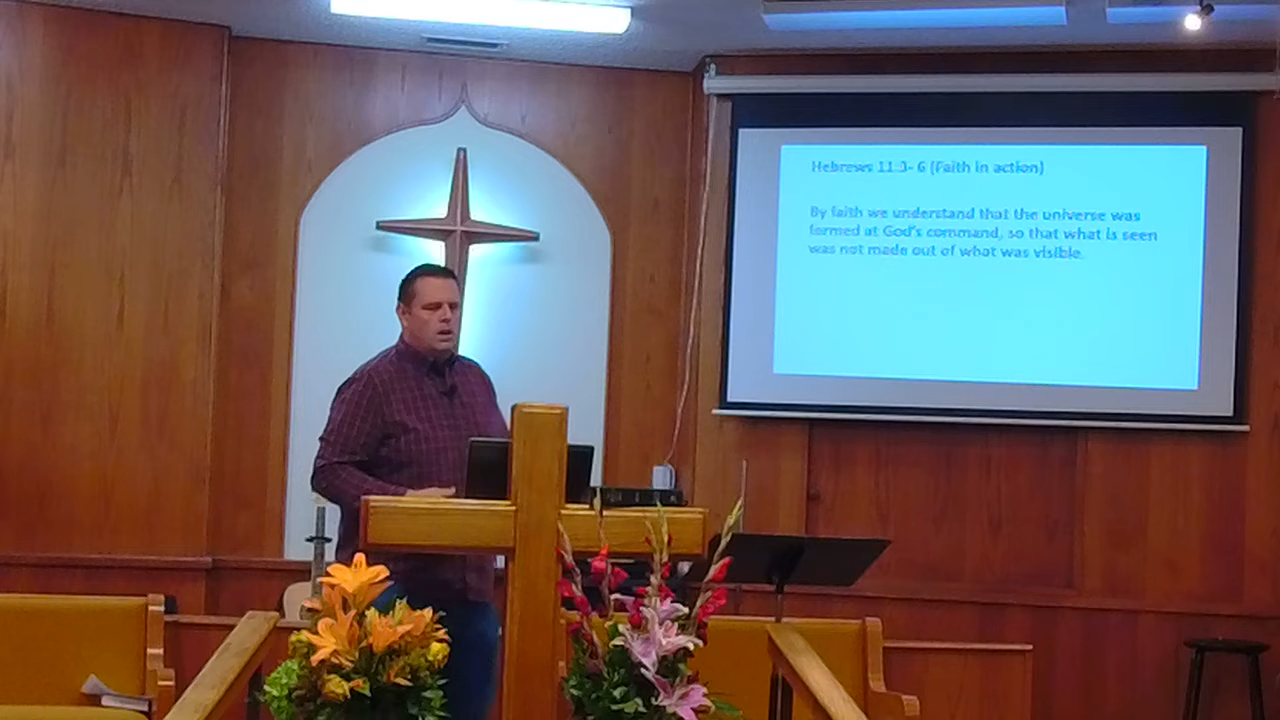 Hebrews 11:3- 6 (Faith in action)
By faith we understand that the universe was
formed at God's command, so that what is seen
was not made out of what was visible.